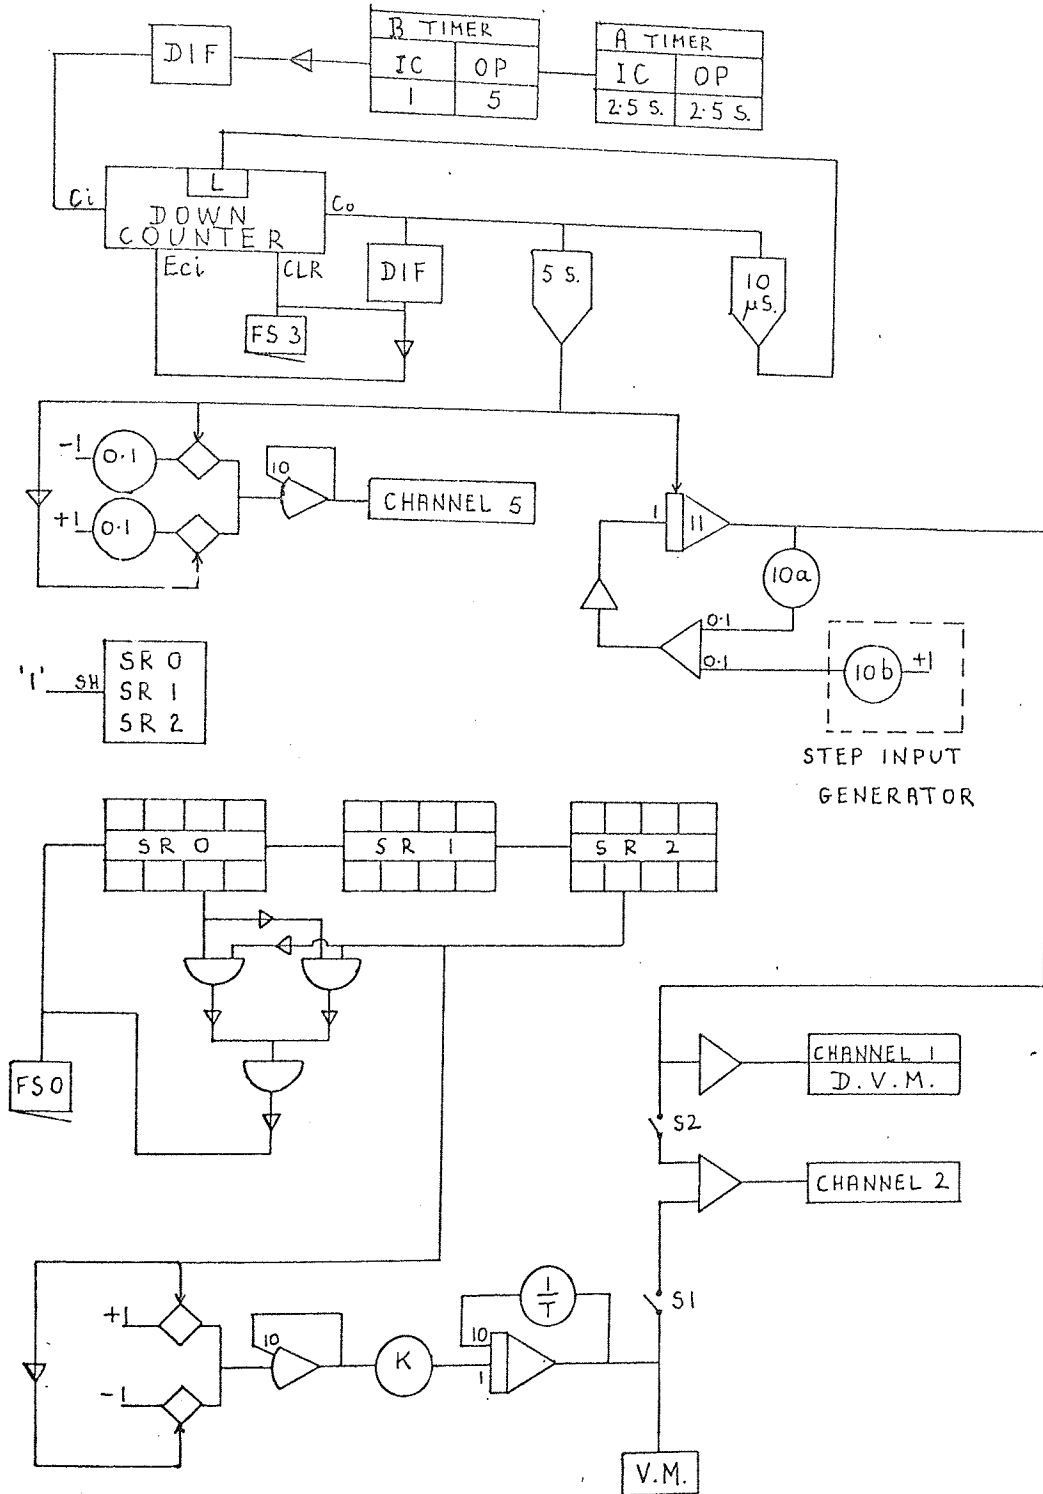 B TIMER
IC OP
1 5
A TIMER
IC OP
2.5 S. 2.5 S.
DIF
L
Ci
DOWN
COUNTER
Co
Eci
CLR
DIF
FS 3
5 S.
10
μS.
-1
0.1
+1
0.1
10
CHANNEL 5
1
11
10a
0.1
0.1
10b
+1
STEP INPUT
GENERATOR
'1'
SH
SR 0
SR 1
SR 2
SR 0
SR 1
SR 2
FS0
CHANNEL 1
D.V.M.
S2
CHANNEL 2
S1
+1
-1
10
K
10
1
1
T
V.M.